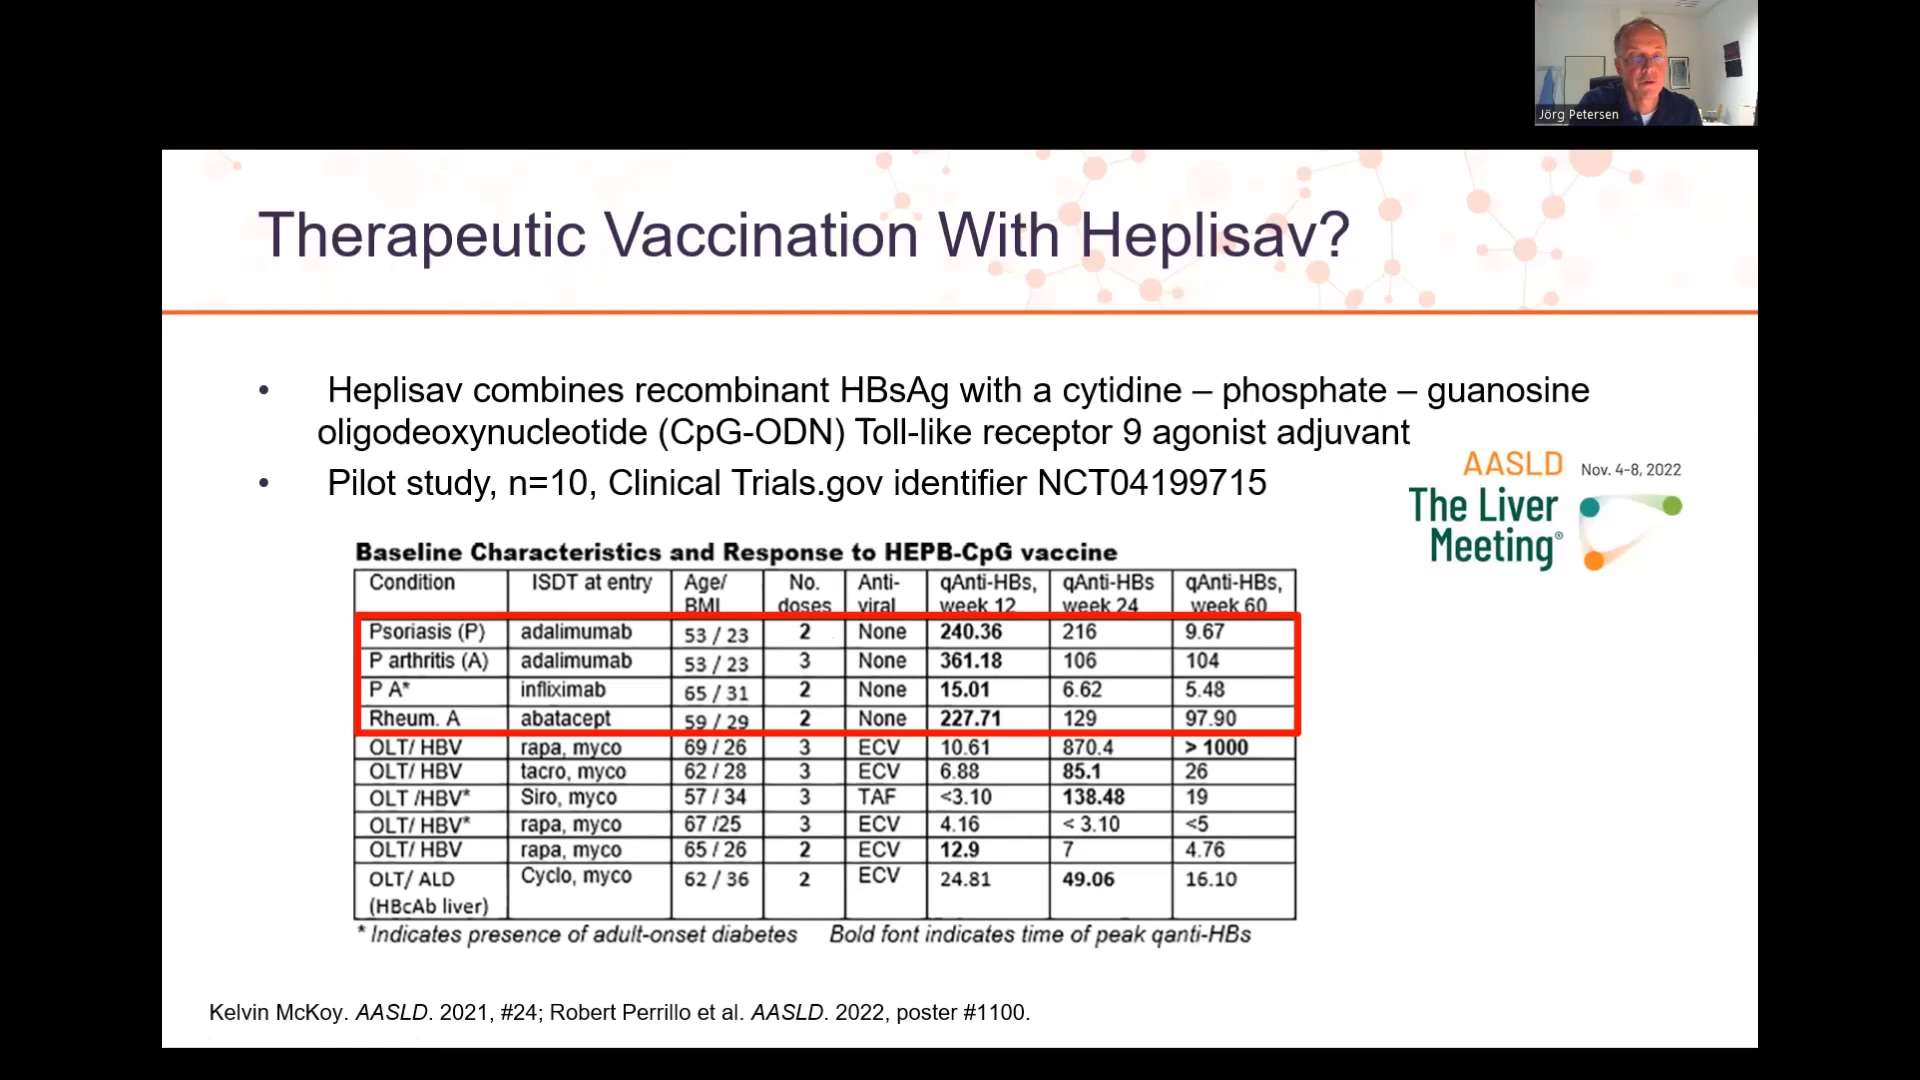 Jörg Petersen
Therapeutic Vaccination With Heplisav?
• Heplisav combines recombinant HBsAg with a cytidine – phosphate – guanosine
oligodeoxynucleotide (CpG-ODN) Toll-like receptor 9 agonist adjuvant
• Pilot study, n=10, Clinical Trials.gov identifier NCT04199715
AASLD Nov. 4-8, 2022
The Liver
Meeting®
Baseline Characteristics and Response to HEPB-CpG vaccine
Condition ISDT at entry Age/ No. Anti- qAnti-HBs, qAnti-HBs qAnti-HBs,
BMI doses viral week 12 week 24 week 60
Psoriasis (P) adalimumab 53 / 23 2 None 240.36 216 9.67
P arthritis (A) adalimumab 53 / 23 3 None 361.18 106 104
P A* infliximab 65 / 31 2 None 15.01 6.62 5.48
Rheum. A abatacept 59 / 29 2 None 227.71 129 97.90
OLT/ HBV rapa, myco 69 / 26 3 ECV 10.61 870.4 > 1000
OLT/ HBV tacro, myco 62 / 28 3 ECV 6.88 85.1 26
OLT /HBV* Siro, myco 57 / 34 3 TAF <3.10 138.48 19
OLT/ HBV* rapa, myco 67 /25 3 ECV 4.16 < 3.10 <5
OLT/ HBV rapa, myco 65 / 26 2 ECV 12.9 7 4.76
OLT/ ALD Cyclo, myco 62 / 36 2 ECV 24.81 49.06 16.10
(HBcAb liver)
* Indicates presence of adult-onset diabetes Bold font indicates time of peak qanti-HBs
Kelvin McKoy. AASLD. 2021, #24; Robert Perrillo et al. AASLD. 2022, poster #1100.